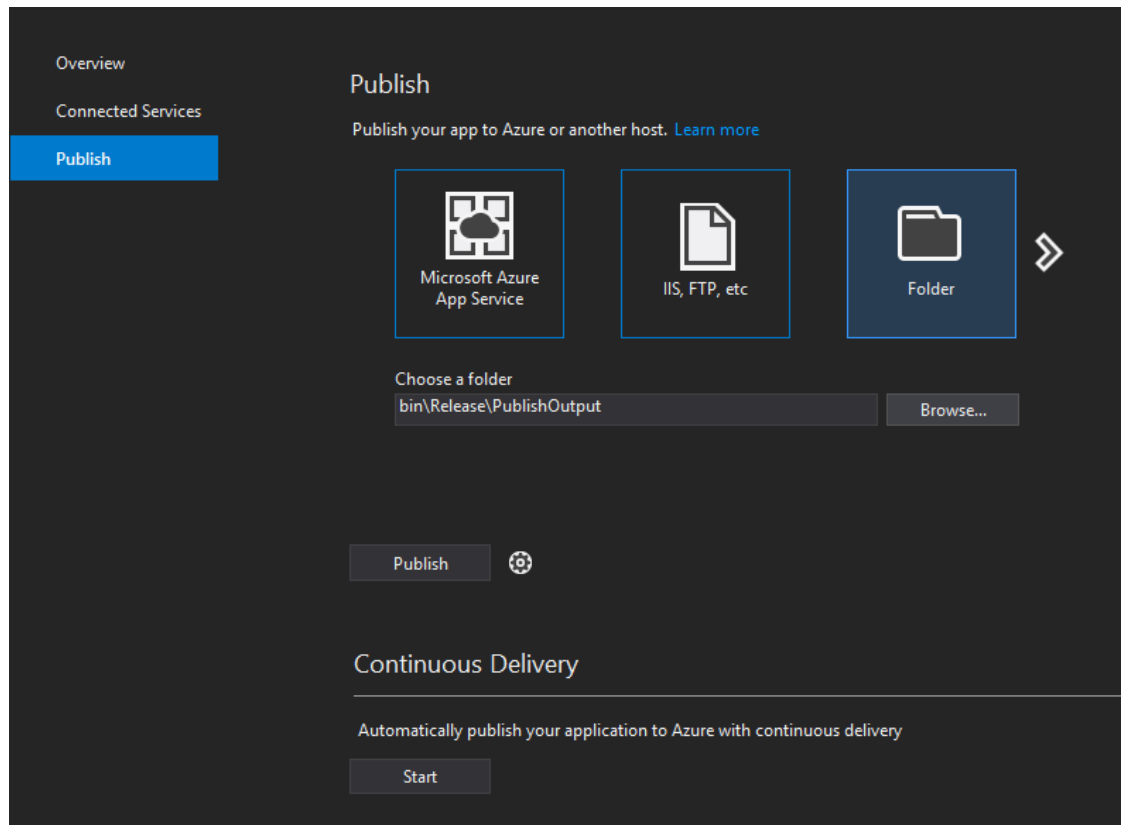 Overview
Connected Services
Publish
Publish
Publish your app to Azure or another host. Learn more
Microsoft Azure
App Service
IIS, FTP, etc
Folder
Choose a folder
bin\Release\PublishOutput
Browse...
Publish
Continuous Delivery
Automatically publish your application to Azure with continuous delivery
Start